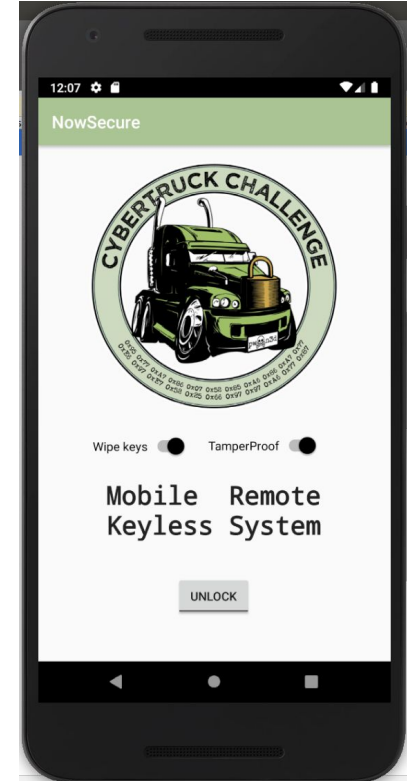 12:07
NowSecure
CYBERTRUCK CHALLENGE
Wipe keys TamperProof
Mobile Remote
Keyless System
UNLOCK